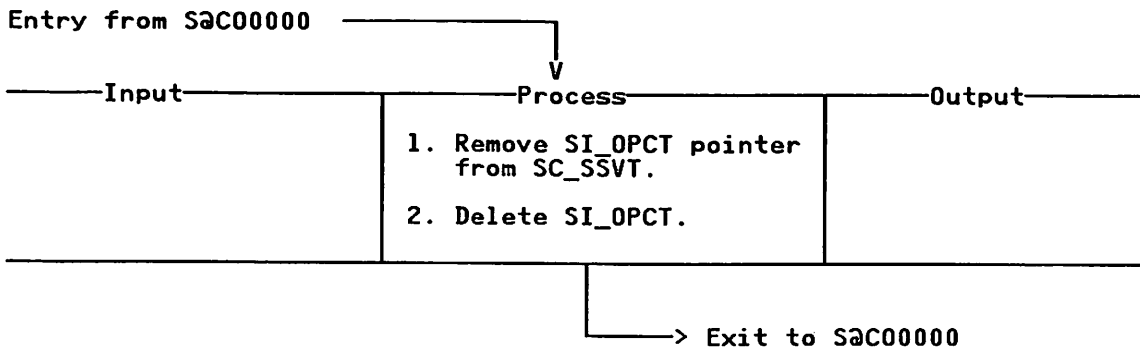 Entry from S@C00000
Input
Process
Output
1. Remove SI_OPCT pointer
from SC_SSVT.
2. Delete SI_OPCT.
Exit to S@C00000